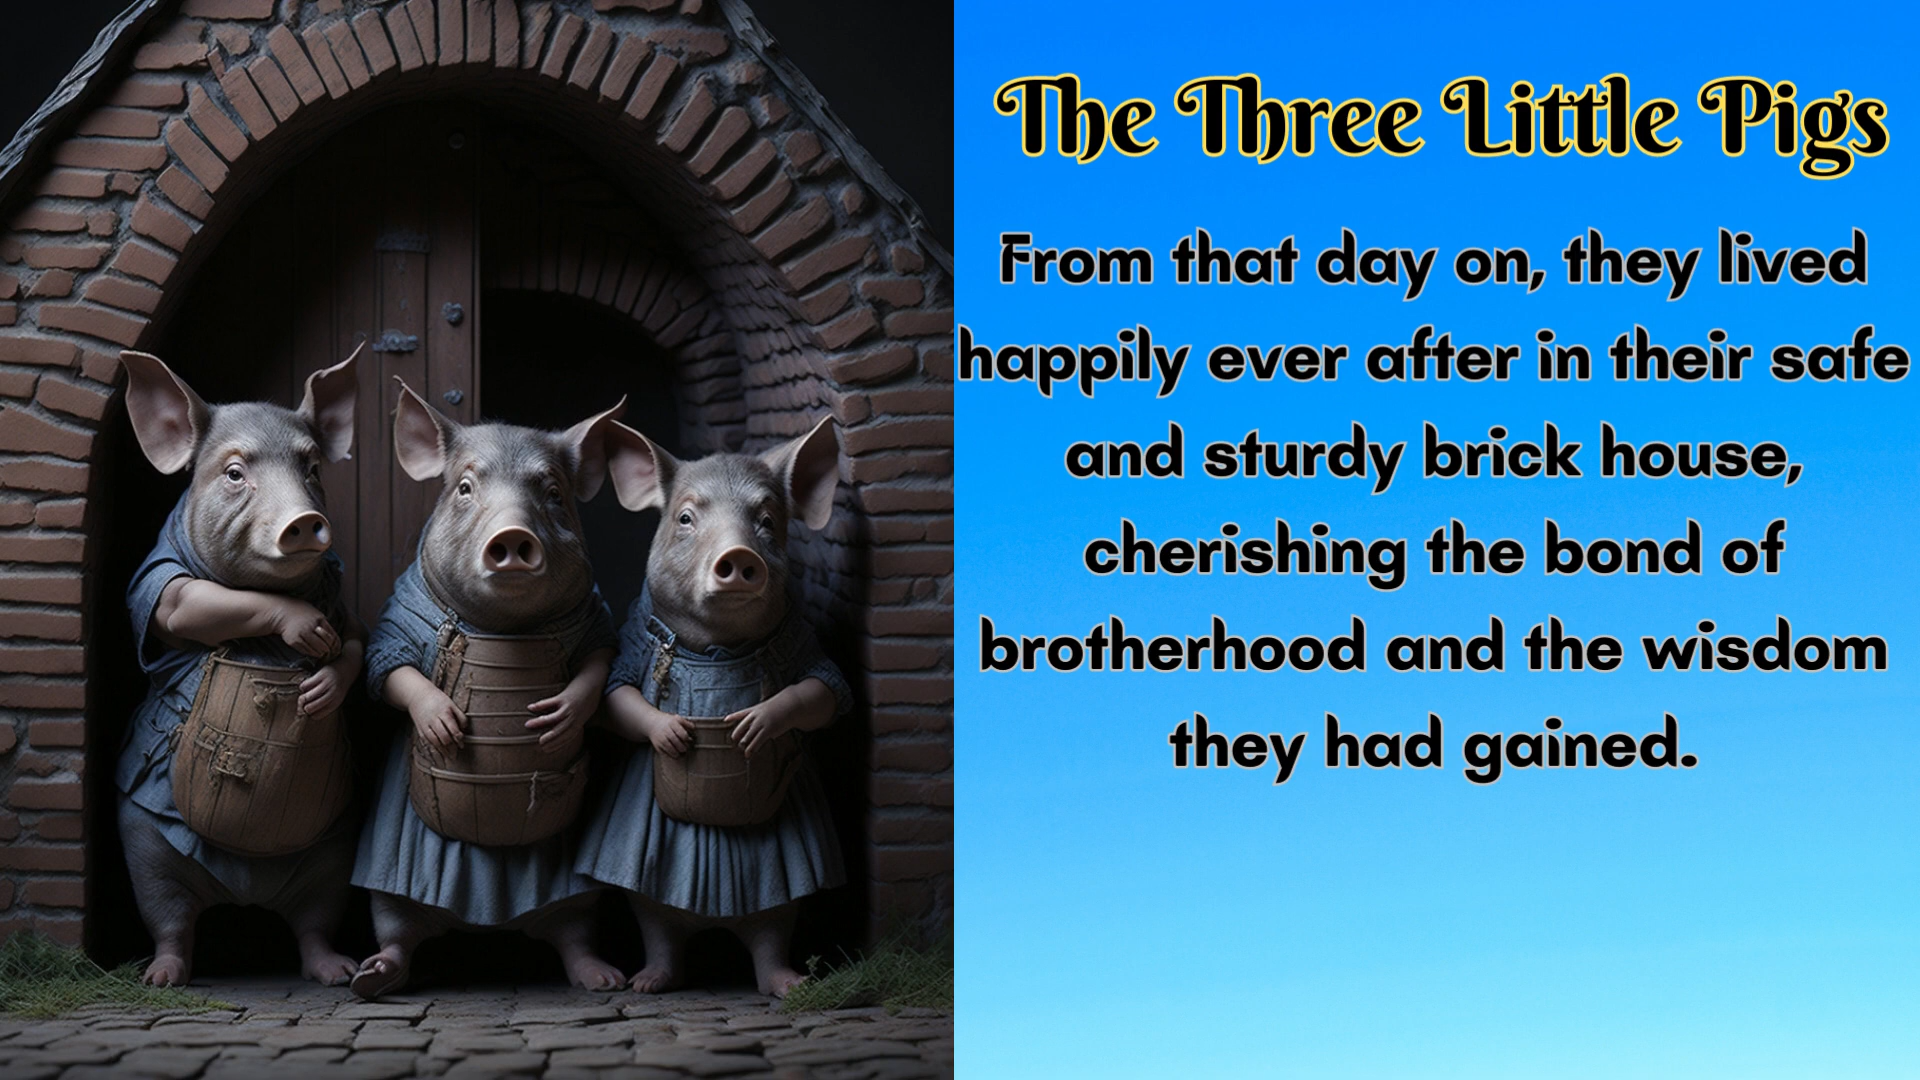 The Three Little Pigs
From that day on, they lived
happily ever after in their safe
and sturdy brick house,
cherishing the bond of
brotherhood and the wisdom
they had gained.